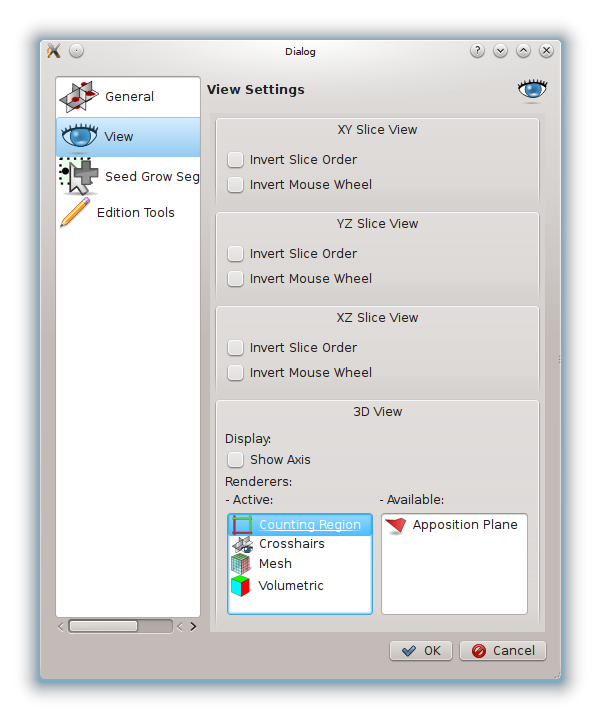 Dialog
General
View
Seed Grow Seg
Edition Tools
View Settings
XY Slice View
Invert Slice Order
Invert Mouse Wheel
YZ Slice View
Invert Slice Order
Invert Mouse Wheel
XZ Slice View
Invert Slice Order
Invert Mouse Wheel
3D View
Display:
Show Axis
Renderers:
- Active:
Counting Region
Crosshairs
Mesh
Volumetric
- Available:
Apposition Plane
OK
Cancel